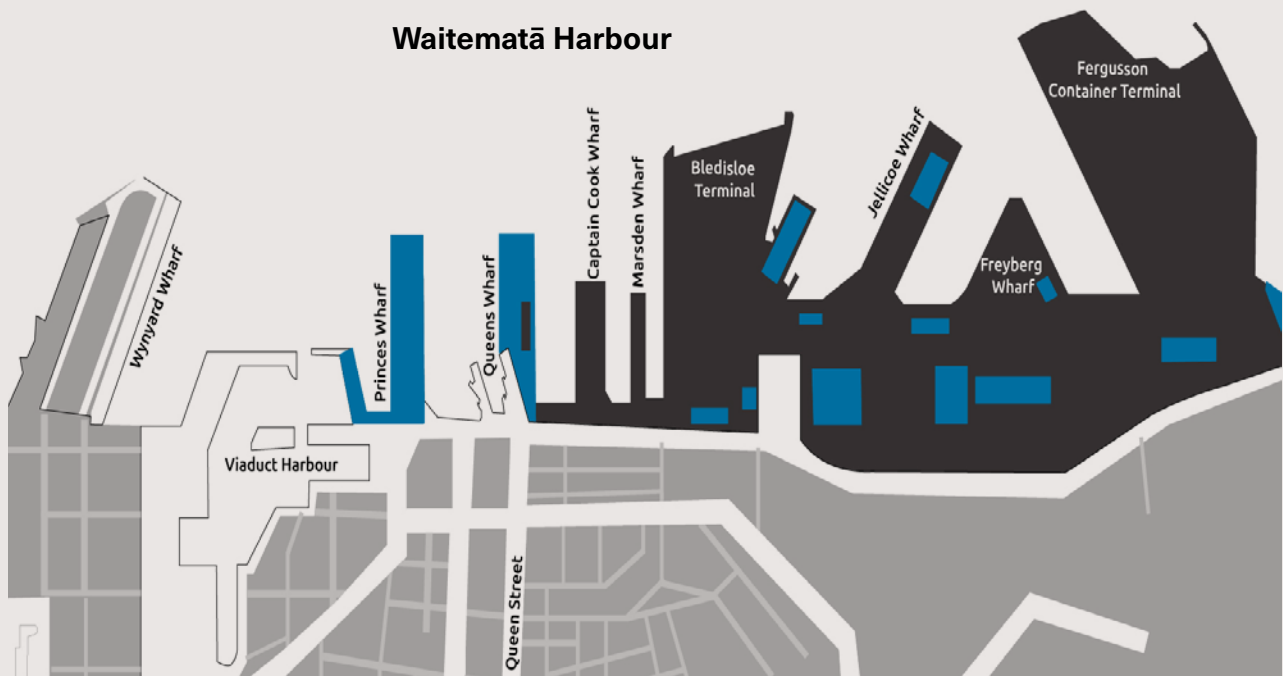 Waitematā Harbour
Fergusson
Container Terminal
Captain Cook Wharf
Marsden Wharf
Bledisloe
Terminal
Jellicoe Wharf
Wynyard Wharf
Princes Wharf
Queens Wharf
Freyberg
Wharf
Viaduct Harbour
Queen Street